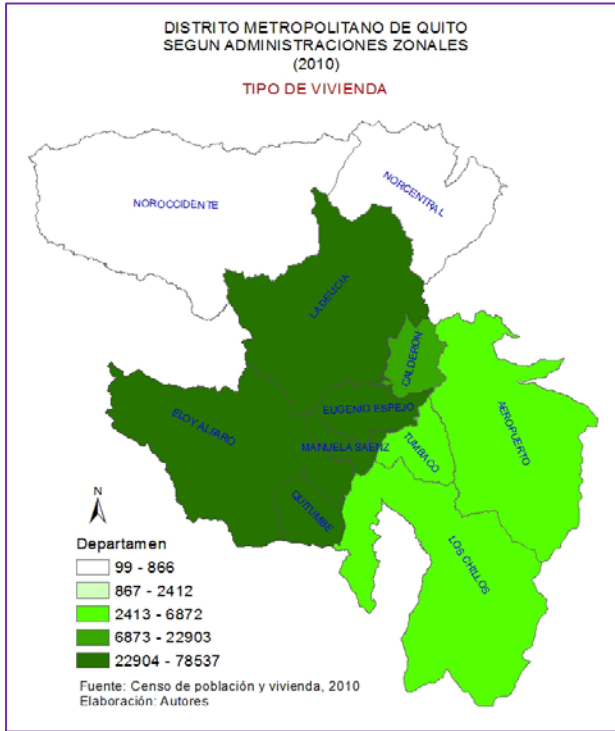 DISTRITO METROPOLITANO DE QUITO
SEGUN ADMINISTRACIONES ZONALES
(2010)
TIPO DE VIVIENDA
NOROCCIDENTE
NORCENTRAL
LA DELICIA
CALDERON
EUGENIO ESPEJO
ELOY ALFARO
MANUELA SAENZ
TUMBACO
AEROPUERTO
QUITUMBE
LOS CHILLOS
N
Departamen
99 - 866
867 - 2412
2413 - 6872
6873 - 22903
22904 - 78537
Fuente: Censo de población y vivienda, 2010
Elaboración: Autores